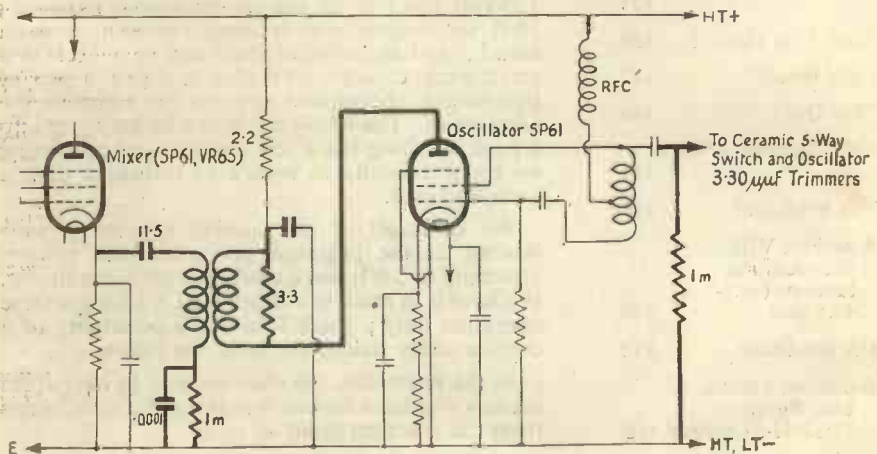 HT+
RFC
2·2
Oscillator SP61
Mixer (SP61, VR65)
To Ceramic 5-Way
Switch and Oscillator
3·30 μμF Trimmers
11·5
3·3
1m
·0001
1m
E
HT, LT−